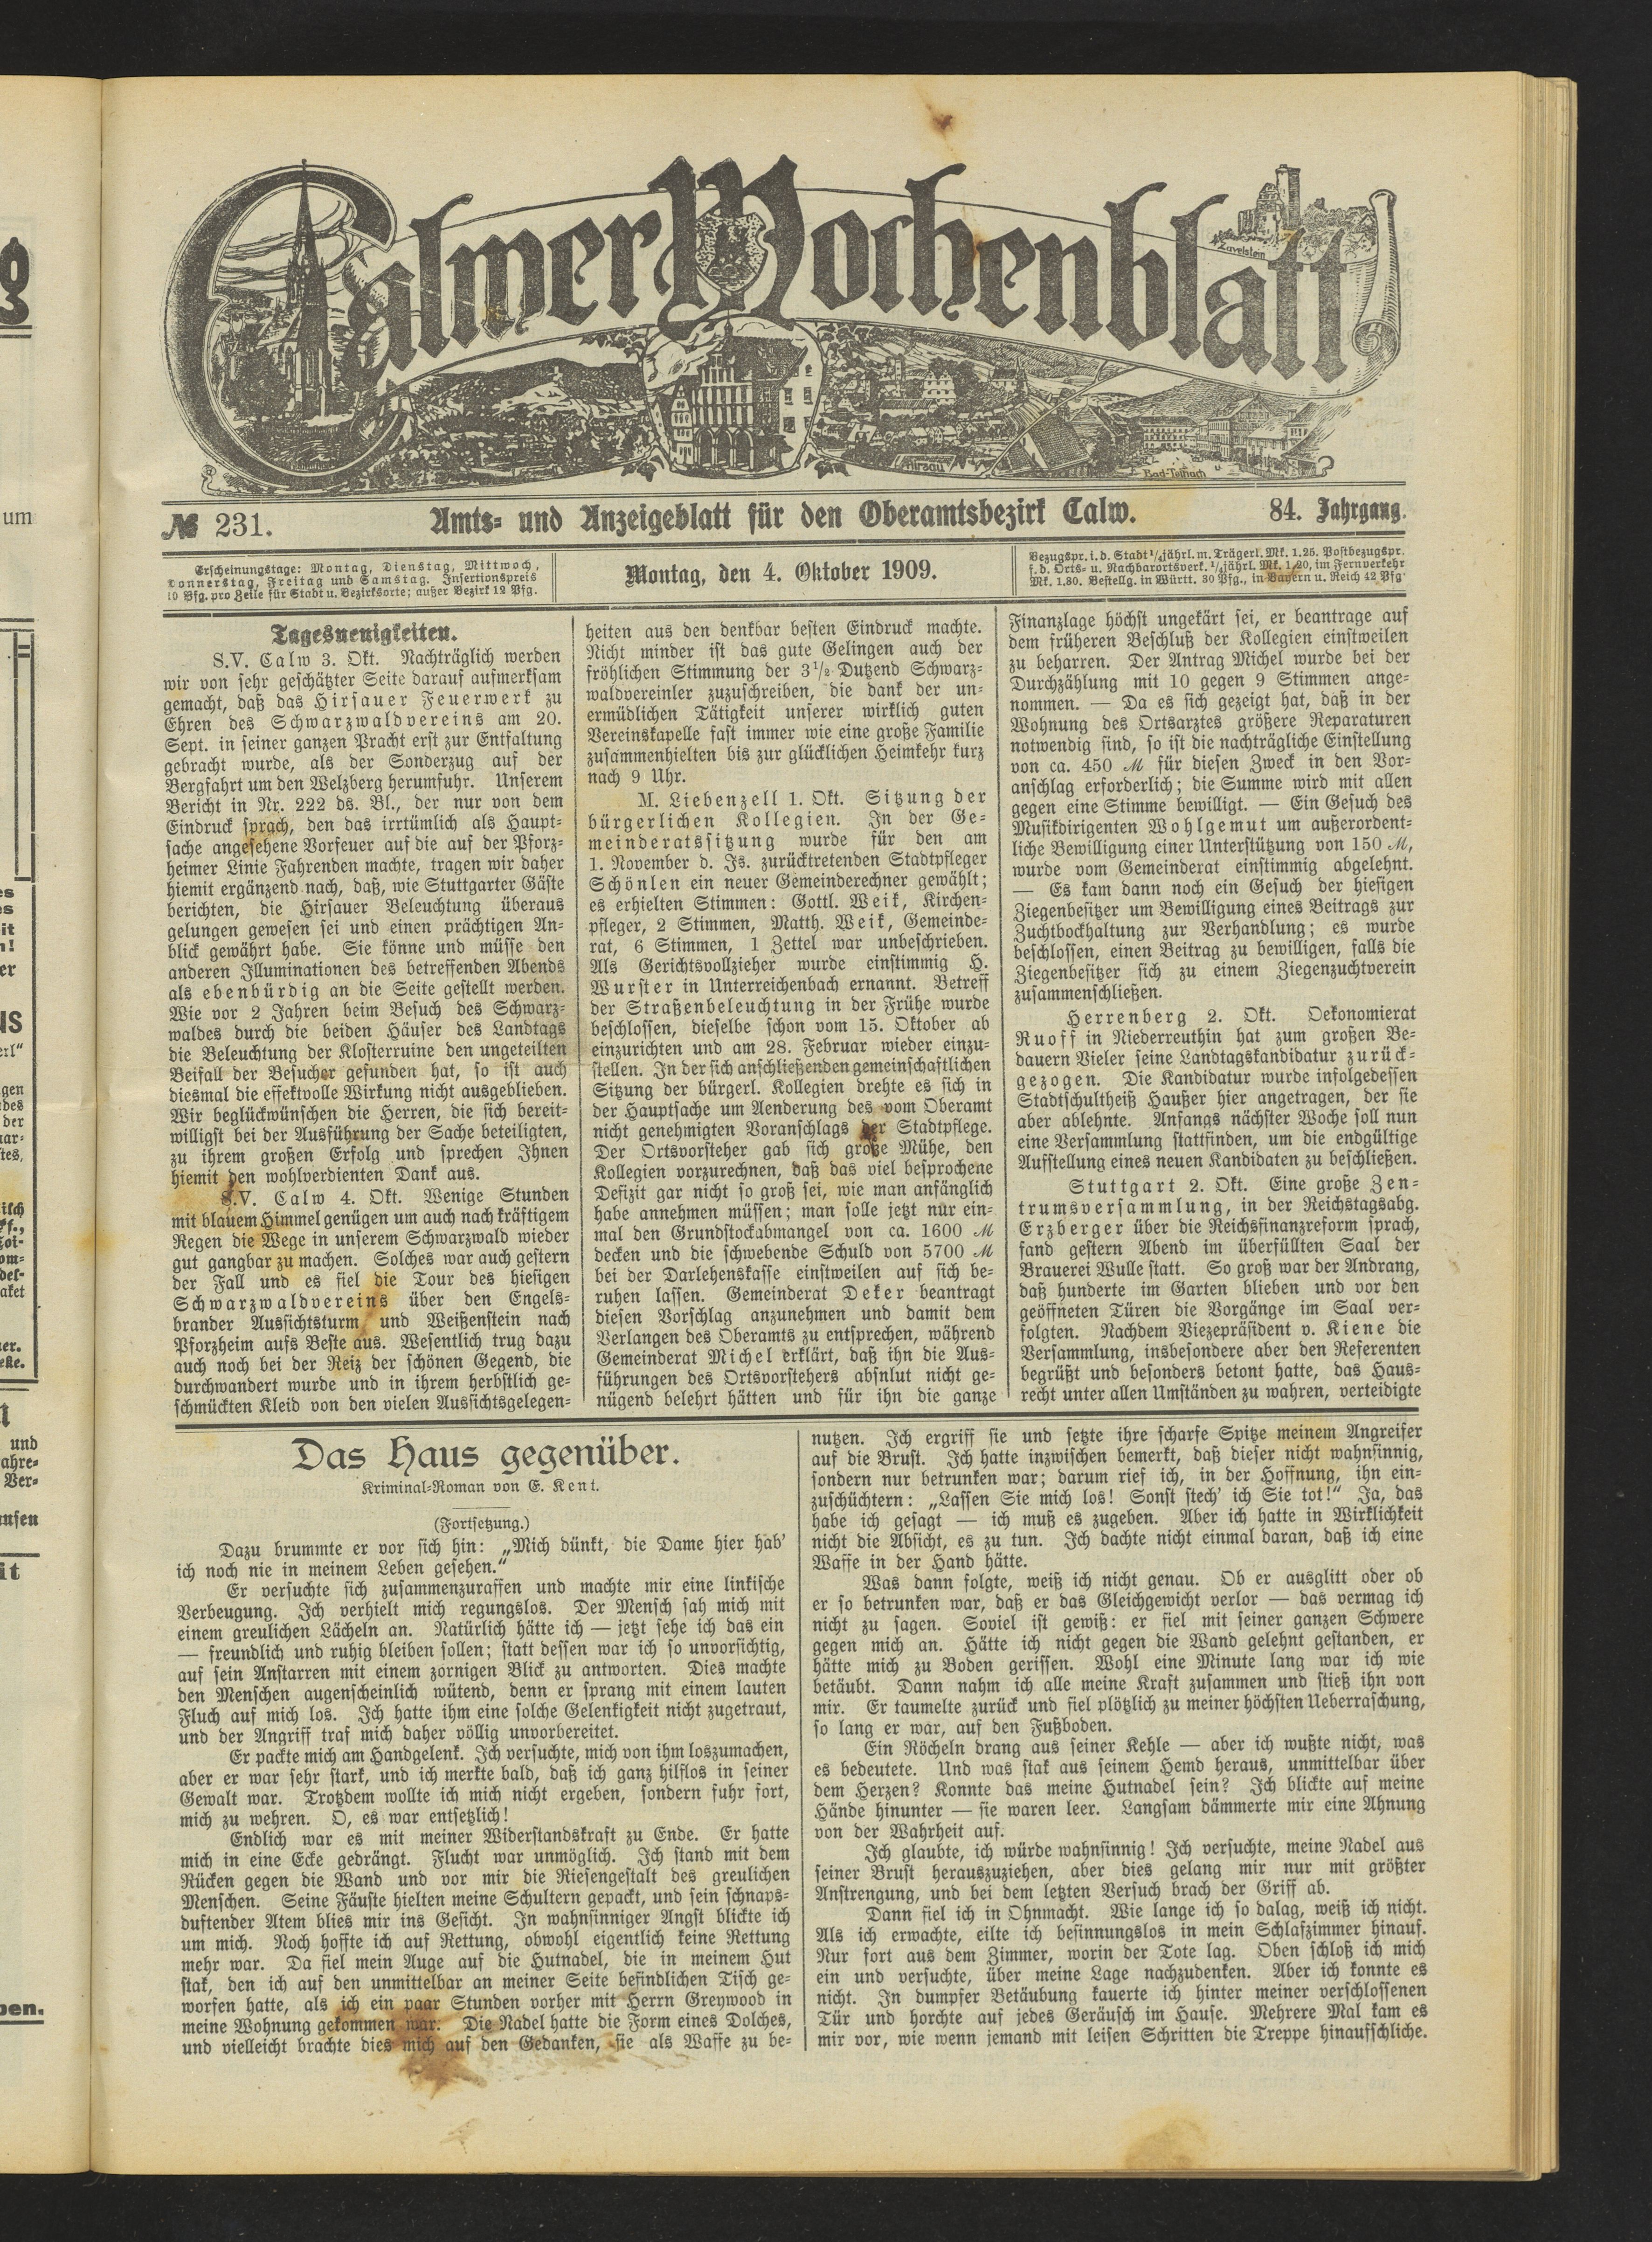 Calwer Wochenblatt
Zavelstein
Hirsau
Bad-Teinach
№ 231.
Amts- und Anzeigeblatt für den Oberamtsbezirk Calw.
84. Jahrgang.
Erscheinungstage: Montag, Dienstag, Mittwoch,
Donnerstag, Freitag und Samstag. Insertionspreis
10 Pfg. pro Zeile für Stadt u. Bezirksorte; außer Bezirk 12 Pfg.
Montag, den 4. Oktober 1909.
Bezugspr. i. d. Stadt ¼jährl. m. Trägerl. Mk. 1.25. Postbezugspr.
f. d. Orts- u. Nachbarortsverk. ¼jährl. Mk. 1.20, im Fernverkehr
Mk. 1.30. Bestellg. in Württ. 30 Pfg., in Bayern u. Reich 42 Pfg.
Tagesneuigkeiten.
S.V. Calw 3. Okt. Nachträglich werden
wir von sehr geschätzter Seite darauf aufmerksam
gemacht, daß das Hirsauer Feuerwerk zu
Ehren des Schwarzwaldvereins am 20.
Sept. in seiner ganzen Pracht erst zur Entfaltung
gebracht wurde, als der Sonderzug auf der
Bergfahrt um den Welzberg herumfuhr. Unserem
Bericht in Nr. 222 ds. Bl., der nur von dem
Eindruck sprach, den das irrtümlich als Haupt-
sache angesehene Vorfeuer auf die auf der Pforz-
heimer Linie Fahrenden machte, tragen wir daher
hiemit ergänzend nach, daß, wie Stuttgarter Gäste
berichten, die Hirsauer Beleuchtung überaus
gelungen gewesen sei und einen prächtigen An-
blick gewährt habe. Sie könne und müsse den
anderen Illuminationen des betreffenden Abends
als ebenbürdig an die Seite gestellt werden.
Wie vor 2 Jahren beim Besuch des Schwarz-
waldes durch die beiden Häuser des Landtags
die Beleuchtung der Klosterruine den ungeteilten
Beifall der Besucher gefunden hat, so ist auch
diesmal die effektvolle Wirkung nicht ausgeblieben.
Wir beglückwünschen die Herren, die sich bereit-
willigst bei der Ausführung der Sache beteiligten,
zu ihrem großen Erfolg und sprechen Ihnen
hiemit den wohlverdienten Dank aus.
S.V. Calw 4. Okt. Wenige Stunden
mit blauem Himmel genügen um auch nach kräftigem
Regen die Wege in unserem Schwarzwald wieder
gut gangbar zu machen. Solches war auch gestern
der Fall und es fiel die Tour des hiesigen
Schwarzwaldvereins über den Engels-
brander Aussichtsturm und Weißenstein nach
Pforzheim aufs Beste aus. Wesentlich trug dazu
auch noch bei der Reiz der schönen Gegend, die
durchwandert wurde und in ihrem herbstlich ge-
schmückten Kleid von den vielen Aussichtsgelegen-
heiten aus den denkbar besten Eindruck machte.
Nicht minder ist das gute Gelingen auch der
fröhlichen Stimmung der 3½ Dutzend Schwarz-
waldvereinler zuzuschreiben, die dank der un-
ermüdlichen Tätigkeit unserer wirklich guten
Vereinskapelle fast immer wie eine große Familie
zusammenhielten bis zur glücklichen Heimkehr kurz
nach 9 Uhr.
M. Liebenzell 1. Okt. Sitzung der
bürgerlichen Kollegien. In der Ge-
meinderatssitzung wurde für den am
1. November d. Js. zurücktretenden Stadtpfleger
Schönlen ein neuer Gemeinderechner gewählt;
es erhielten Stimmen: Gottl. Weik, Kirchen-
pfleger, 2 Stimmen, Matth. Weik, Gemeinde-
rat, 6 Stimmen, 1 Zettel war unbeschrieben.
Als Gerichtsvollzieher wurde einstimmig H.
Wurster in Unterreichenbach ernannt. Betreff
der Straßenbeleuchtung in der Frühe wurde
beschlossen, dieselbe schon vom 15. Oktober ab
einzurichten und am 28. Februar wieder einzu-
stellen. In der sich anschließenden gemeinschaftlichen
Sitzung der bürgerl. Kollegien drehte es sich in
der Hauptsache um Aenderung des vom Oberamt
nicht genehmigten Voranschlags der Stadtpflege.
Der Ortsvorsteher gab sich große Mühe, den
Kollegien vorzurechnen, daß das viel besprochene
Defizit gar nicht so groß sei, wie man anfänglich
habe annehmen müssen; man solle jetzt nur ein-
mal den Grundstockabmangel von ca. 1600 ℳ
decken und die schwebende Schuld von 5700 ℳ
bei der Darlehenskasse einstweilen auf sich be-
ruhen lassen. Gemeinderat Deker beantragt
diesen Vorschlag anzunehmen und damit dem
Verlangen des Oberamts zu entsprechen, während
Gemeinderat Michel erklärt, daß ihn die Aus-
führungen des Ortsvorstehers absnlut nicht ge-
nügend belehrt hätten und für ihn die ganze
Finanzlage höchst ungekärt sei, er beantrage auf
dem früheren Beschluß der Kollegien einstweilen
zu beharren. Der Antrag Michel wurde bei der
Durchzählung mit 10 gegen 9 Stimmen ange-
nommen. — Da es sich gezeigt hat, daß in der
Wohnung des Ortsarztes größere Reparaturen
notwendig sind, so ist die nachträgliche Einstellung
von ca. 450 ℳ für diesen Zweck in den Vor-
anschlag erforderlich; die Summe wird mit allen
gegen eine Stimme bewilligt. — Ein Gesuch des
Musikdirigenten Wohlgemut um außerordent-
liche Bewilligung einer Unterstützung von 150 ℳ,
wurde vom Gemeinderat einstimmig abgelehnt.
— Es kam dann noch ein Gesuch der hiesigen
Ziegenbesitzer um Bewilligung eines Beitrags zur
Zuchtbockhaltung zur Verhandlung; es wurde
beschlossen, einen Beitrag zu bewilligen, falls die
Ziegenbesitzer sich zu einem Ziegenzuchtverein
zusammenschließen.
Herrenberg 2. Okt. Oekonomierat
Ruoff in Niederreuthin hat zum großen Be-
dauern Vieler seine Landtagskandidatur zurück-
gezogen. Die Kandidatur wurde infolgedessen
Stadtschultheiß Haußer hier angetragen, der sie
aber ablehnte. Anfangs nächster Woche soll nun
eine Versammlung stattfinden, um die endgültige
Aufstellung eines neuen Kandidaten zu beschließen.
Stuttgart 2. Okt. Eine große Zen-
trumsversammlung, in der Reichstagsabg.
Erzberger über die Reichsfinanzreform sprach,
fand gestern Abend im überfüllten Saal der
Brauerei Wulle statt. So groß war der Andrang,
daß hunderte im Garten blieben und vor den
geöffneten Türen die Vorgänge im Saal ver-
folgten. Nachdem Viezepräsident v. Kiene die
Versammlung, insbesondere aber den Referenten
begrüßt und besonders betont hatte, das Haus-
recht unter allen Umständen zu wahren, verteidigte
Das Haus gegenüber.
Kriminal-Roman von E. Kent.
(Fortsetzung.)
Dazu brummte er vor sich hin: „Mich dünkt, die Dame hier hab'
ich noch nie in meinem Leben gesehen.“
Er versuchte sich zusammenzuraffen und machte mir eine linkische
Verbeugung. Ich verhielt mich regungslos. Der Mensch sah mich mit
einem greulichen Lächeln an. Natürlich hätte ich — jetzt sehe ich das ein
— freundlich und ruhig bleiben sollen; statt dessen war ich so unvorsichtig,
auf sein Anstarren mit einem zornigen Blick zu antworten. Dies machte
den Menschen augenscheinlich wütend, denn er sprang mit einem lauten
Fluch auf mich los. Ich hatte ihm eine solche Gelenkigkeit nicht zugetraut,
und der Angriff traf mich daher völlig unvorbereitet.
Er packte mich am Handgelenk. Ich versuchte, mich von ihm loszumachen,
aber er war sehr stark, und ich merkte bald, daß ich ganz hilflos in seiner
Gewalt war. Trotzdem wollte ich mich nicht ergeben, sondern fuhr fort,
mich zu wehren. O, es war entsetzlich!
Endlich war es mit meiner Widerstandskraft zu Ende. Er hatte
mich in eine Ecke gedrängt. Flucht war unmöglich. Ich stand mit dem
Rücken gegen die Wand und vor mir die Riesengestalt des greulichen
Menschen. Seine Fäuste hielten meine Schultern gepackt, und sein schnaps-
duftender Atem blies mir ins Gesicht. In wahnsinniger Angst blickte ich
um mich. Noch hoffte ich auf Rettung, obwohl eigentlich keine Rettung
mehr war. Da fiel mein Auge auf die Hutnadel, die in meinem Hut
stak, den ich auf den unmittelbar an meiner Seite befindlichen Tisch ge-
worfen hatte, als ich ein paar Stunden vorher mit Herrn Greywood in
meine Wohnung gekommen war. Die Nadel hatte die Form eines Dolches,
und vielleicht brachte dies mich auf den Gedanken, sie als Waffe zu be-
nutzen. Ich ergriff sie und setzte ihre scharfe Spitze meinem Angreifer
auf die Brust. Ich hatte inzwischen bemerkt, daß dieser nicht wahnsinnig,
sondern nur betrunken war; darum rief ich, in der Hoffnung, ihn ein-
zuschüchtern: „Lassen Sie mich los! Sonst stech' ich Sie tot!“ Ja, das
habe ich gesagt — ich muß es zugeben. Aber ich hatte in Wirklichkeit
nicht die Absicht, es zu tun. Ich dachte nicht einmal daran, daß ich eine
Waffe in der Hand hätte.
Was dann folgte, weiß ich nicht genau. Ob er ausglitt oder ob
er so betrunken war, daß er das Gleichgewicht verlor — das vermag ich
nicht zu sagen. Soviel ist gewiß: er fiel mit seiner ganzen Schwere
gegen mich an. Hätte ich nicht gegen die Wand gelehnt gestanden, er
hätte mich zu Boden gerissen. Wohl eine Minute lang war ich wie
betäubt. Dann nahm ich alle meine Kraft zusammen und stieß ihn von
mir. Er taumelte zurück und fiel plötzlich zu meiner höchsten Ueberraschung,
so lang er war, auf den Fußboden.
Ein Röcheln drang aus seiner Kehle — aber ich wußte nicht, was
es bedeutete. Und was stak aus seinem Hemd heraus, unmittelbar über
dem Herzen? Konnte das meine Hutnadel sein? Ich blickte auf meine
Hände hinunter — sie waren leer. Langsam dämmerte mir eine Ahnung
von der Wahrheit auf.
Ich glaubte, ich würde wahnsinnig! Ich versuchte, meine Nadel aus
seiner Brust herauszuziehen, aber dies gelang mir nur mit größter
Anstrengung, und bei dem letzten Versuch brach der Griff ab.
Dann fiel ich in Ohnmacht. Wie lange ich so dalag, weiß ich nicht.
Als ich erwachte, eilte ich besinnungslos in mein Schlafzimmer hinauf.
Nur fort aus dem Zimmer, worin der Tote lag. Oben schloß ich mich
ein und versuchte, über meine Lage nachzudenken. Aber ich konnte es
nicht. In dumpfer Betäubung kauerte ich hinter meiner verschlossenen
Tür und horchte auf jedes Geräusch im Hause. Mehrere Mal kam es
mir vor, wie wenn jemand mit leisen Schritten die Treppe hinaufschliche.